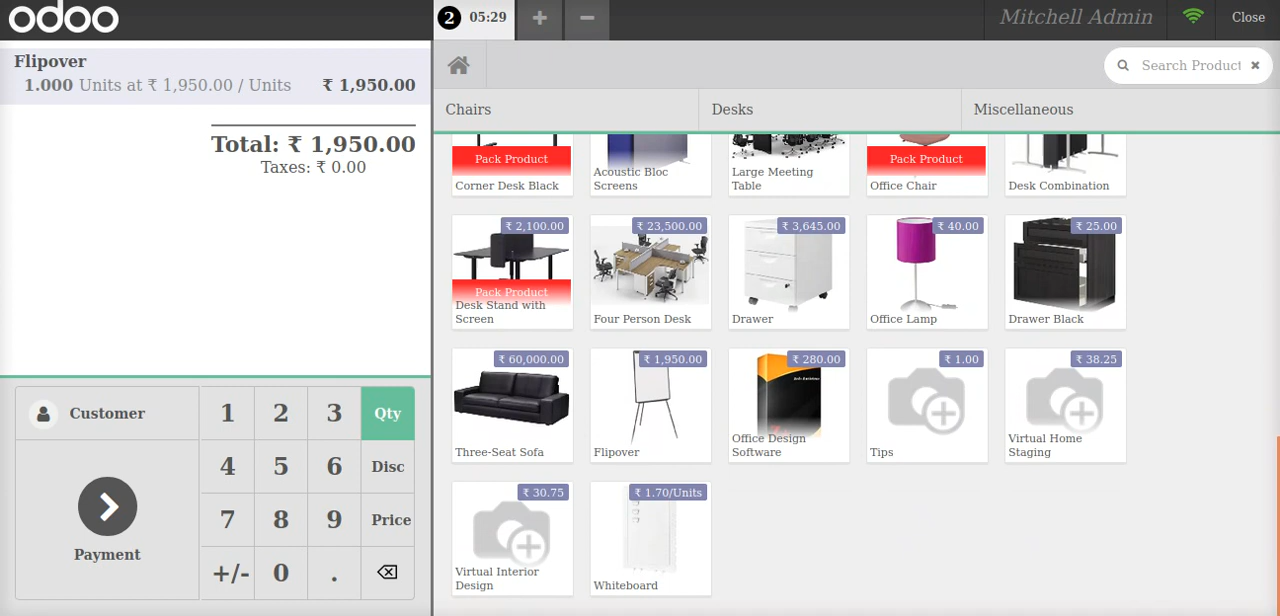 odoo
2 05:29
Mitchell Admin
Close
Flipover
1.000 Units at ₹ 1,950.00 / Units ₹ 1,950.00
Total: ₹ 1,950.00
Taxes: ₹ 0.00
Customer
Payment
1 2 3 Qty
4 5 6 Disc
7 8 9 Price
+/- 0 .
Search Product
Chairs Desks Miscellaneous
Pack Product
Corner Desk Black
Acoustic Bloc
Screens
Large Meeting
Table
Pack Product
Office Chair
Desk Combination
₹ 2,100.00
Pack Product
Desk Stand with
Screen
₹ 23,500.00
Four Person Desk
₹ 3,645.00
Drawer
₹ 40.00
Office Lamp
₹ 25.00
Drawer Black
₹ 60,000.00
Three-Seat Sofa
₹ 1,950.00
Flipover
₹ 280.00
Office Design
Software
₹ 1.00
Tips
₹ 38.25
Virtual Home
Staging
₹ 30.75
Virtual Interior
Design
₹ 1.70/Units
Whiteboard